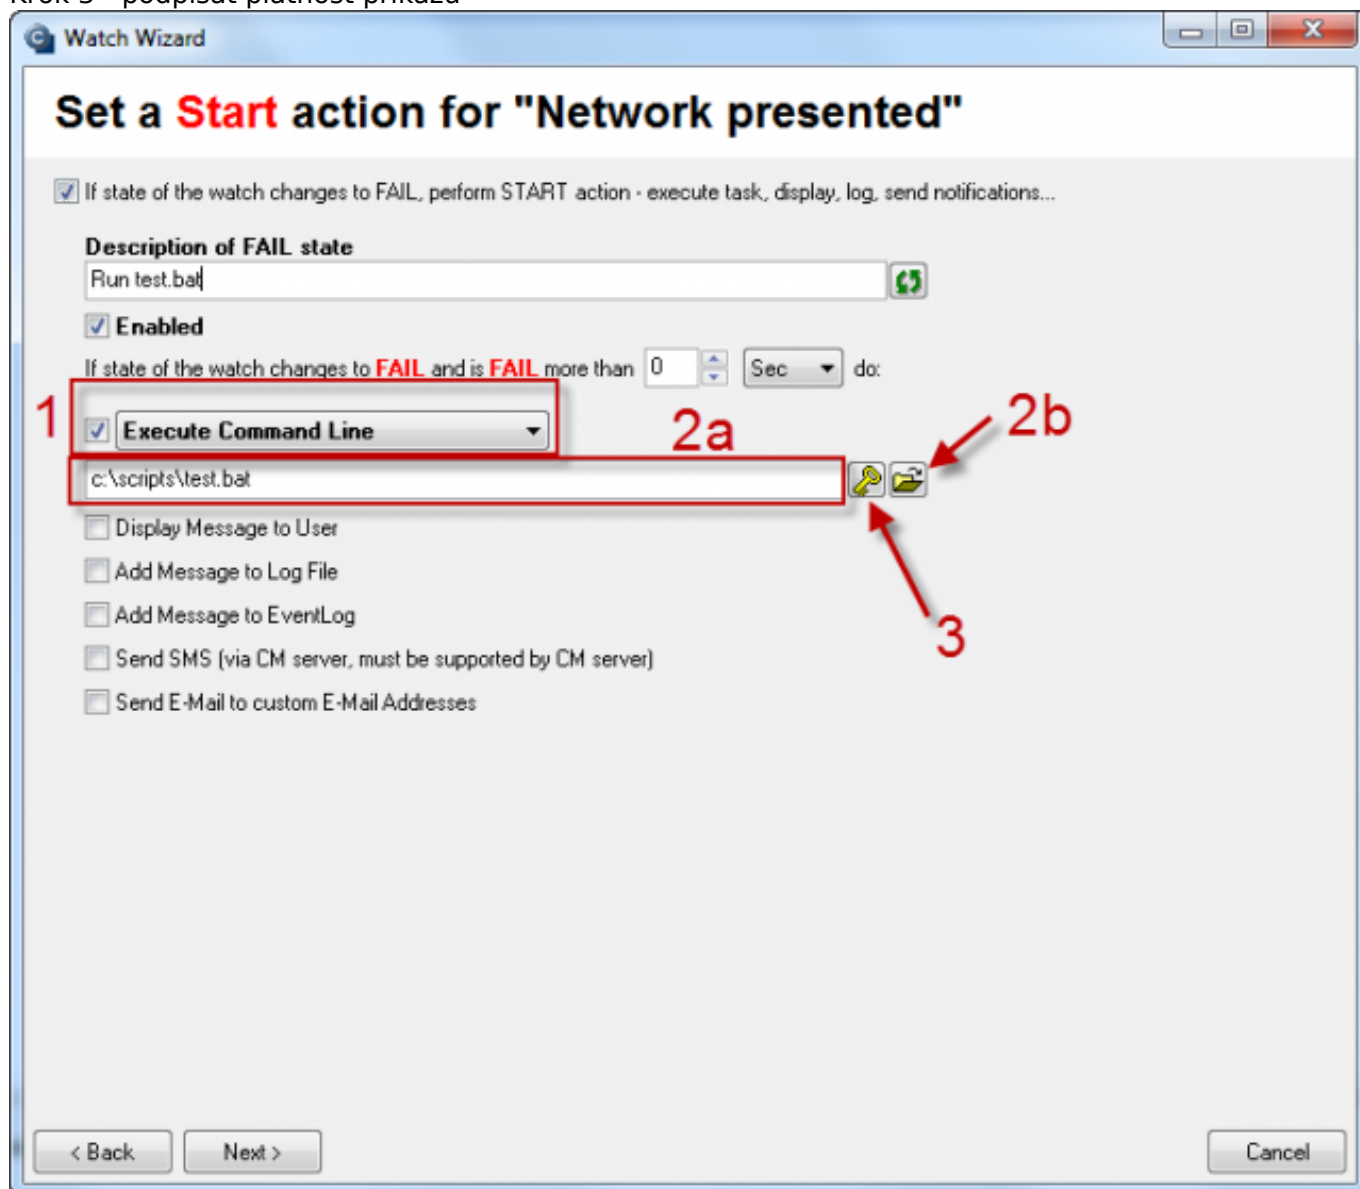 Watch Wizard
Set a Start action for "Network presented"
If state of the watch changes to FAIL, perform START action - execute task, display, log, send notifications...
Description of FAIL state
Run test.bat
Enabled
If state of the watch changes to FAIL and is FAIL more than 0 Sec do:
1 Execute Command Line 2a 2b
c:\scripts\test.bat
Display Message to User
Add Message to Log File
Add Message to EventLog
3
Send SMS (via CM server, must be supported by CM server)
Send E-Mail to custom E-Mail Addresses
< Back Next > Cancel